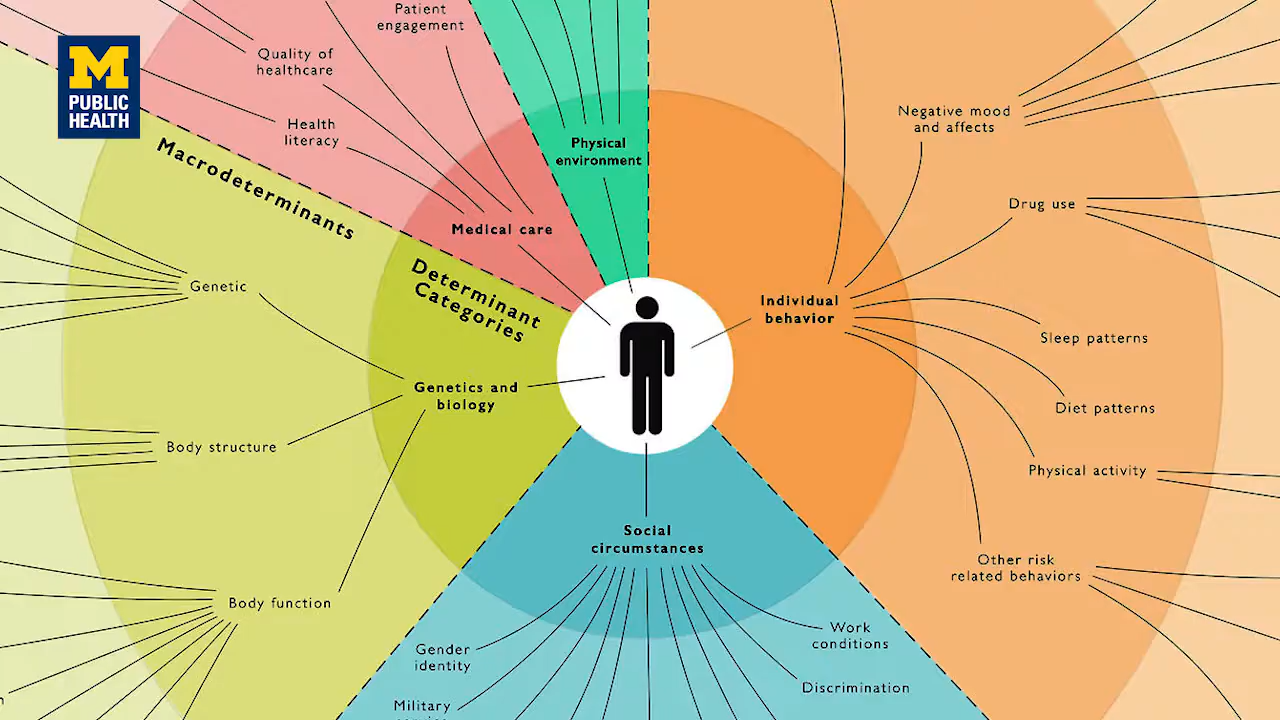 M
PUBLIC
HEALTH
Patient
engagement
Quality of
healthcare
Health
literacy
Medical care
Physical
environment
Macrodeterminants
Determinant
Categories
Genetic
Genetics and
biology
Body structure
Body function
Individual
behavior
Negative mood
and affects
Drug use
Sleep patterns
Diet patterns
Physical activity
Other risk
related behaviors
Social
circumstances
Gender
identity
Military
Work
conditions
Discrimination